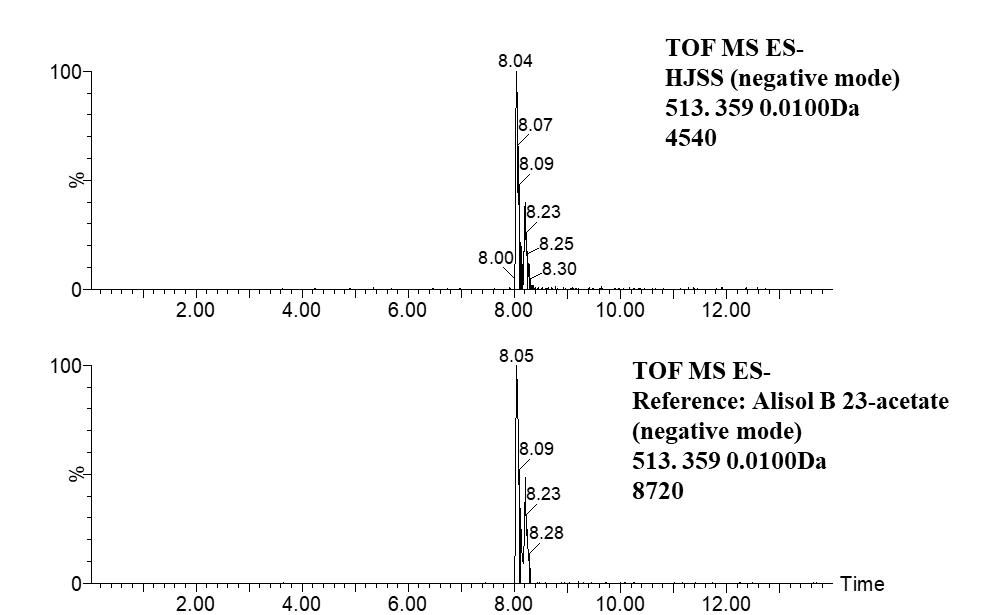 TOF MS ES-
HJSS (negative mode)
513. 359 0.0100Da
4540
100
%
0
8.04
8.07
8.09
8.23
8.25
8.00
8.30
2.00 4.00 6.00 8.00 10.00 12.00
TOF MS ES-
Reference: Alisol B 23-acetate
(negative mode)
513. 359 0.0100Da
8720
100
%
0
8.05
8.09
8.23
8.28
Time
2.00 4.00 6.00 8.00 10.00 12.00